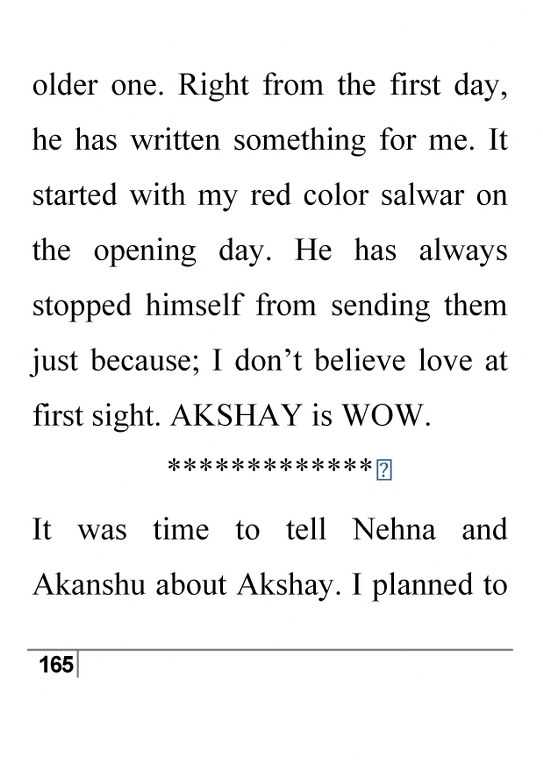 older one. Right from the first day,
he has written something for me. It
started with my red color salwar on
the opening day. He has always
stopped himself from sending them
just because; I don’t believe love at
first sight. AKSHAY is WOW.
*************?
It was time to tell Nehna and
Akanshu about Akshay. I planned to
165